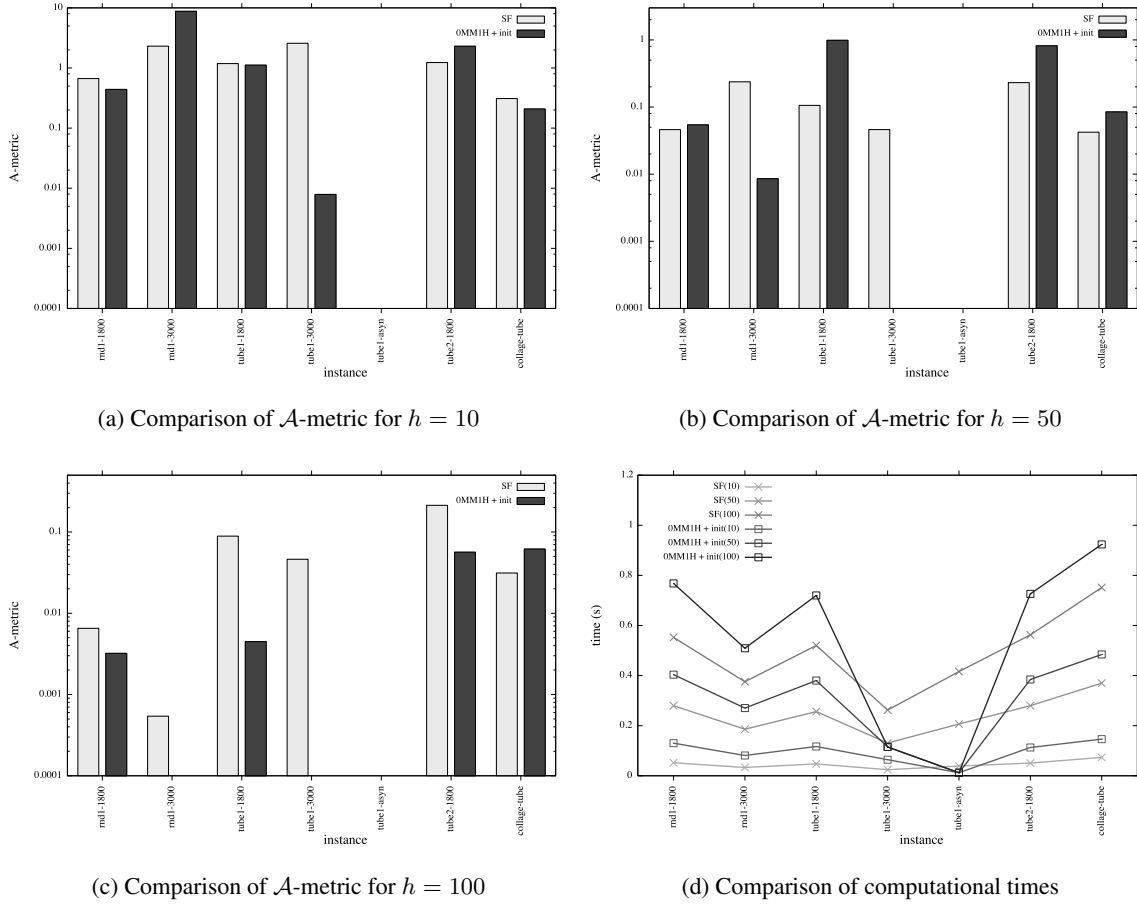 10
1
0.1
0.01
0.001
0.0001
A-metric
SF
0MM1H + init
rnd1-1800
rnd1-3000
tube1-1800
tube1-3000
tube1-asyn
tube2-1800
collage-tube
instance
(a) Comparison of A-metric for h = 10
1
0.1
0.01
0.001
0.0001
A-metric
SF
0MM1H + init
rnd1-1800
rnd1-3000
tube1-1800
tube1-3000
tube1-asyn
tube2-1800
collage-tube
instance
(b) Comparison of A-metric for h = 50
0.1
0.01
0.001
0.0001
A-metric
SF
0MM1H + init
rnd1-1800
rnd1-3000
tube1-1800
tube1-3000
tube1-asyn
tube2-1800
collage-tube
instance
(c) Comparison of A-metric for h = 100
1.2
1
0.8
0.6
0.4
0.2
0
time (s)
SF(10)
SF(50)
SF(100)
0MM1H + init(10)
0MM1H + init(50)
0MM1H + init(100)
rnd1-1800
rnd1-3000
tube1-1800
tube1-3000
tube1-asyn
tube2-1800
collage-tube
instance
(d) Comparison of computational times